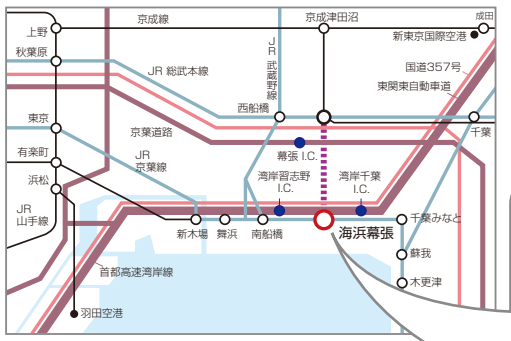 京成線
京成津田沼
成田
上野
新東京国際空港
秋葉原
JR 武蔵野線
国道357号
JR 総武本線
東関東自動車道
西船橋
東京
京葉道路
千葉
幕張 I.C.
有楽町
JR
京葉線
湾岸習志野
I.C.
湾岸千葉
I.C.
浜松
JR
山手線
千葉みなと
新木場
舞浜
南船橋
海浜幕張
蘇我
首都高速湾岸線
木更津
羽田空港